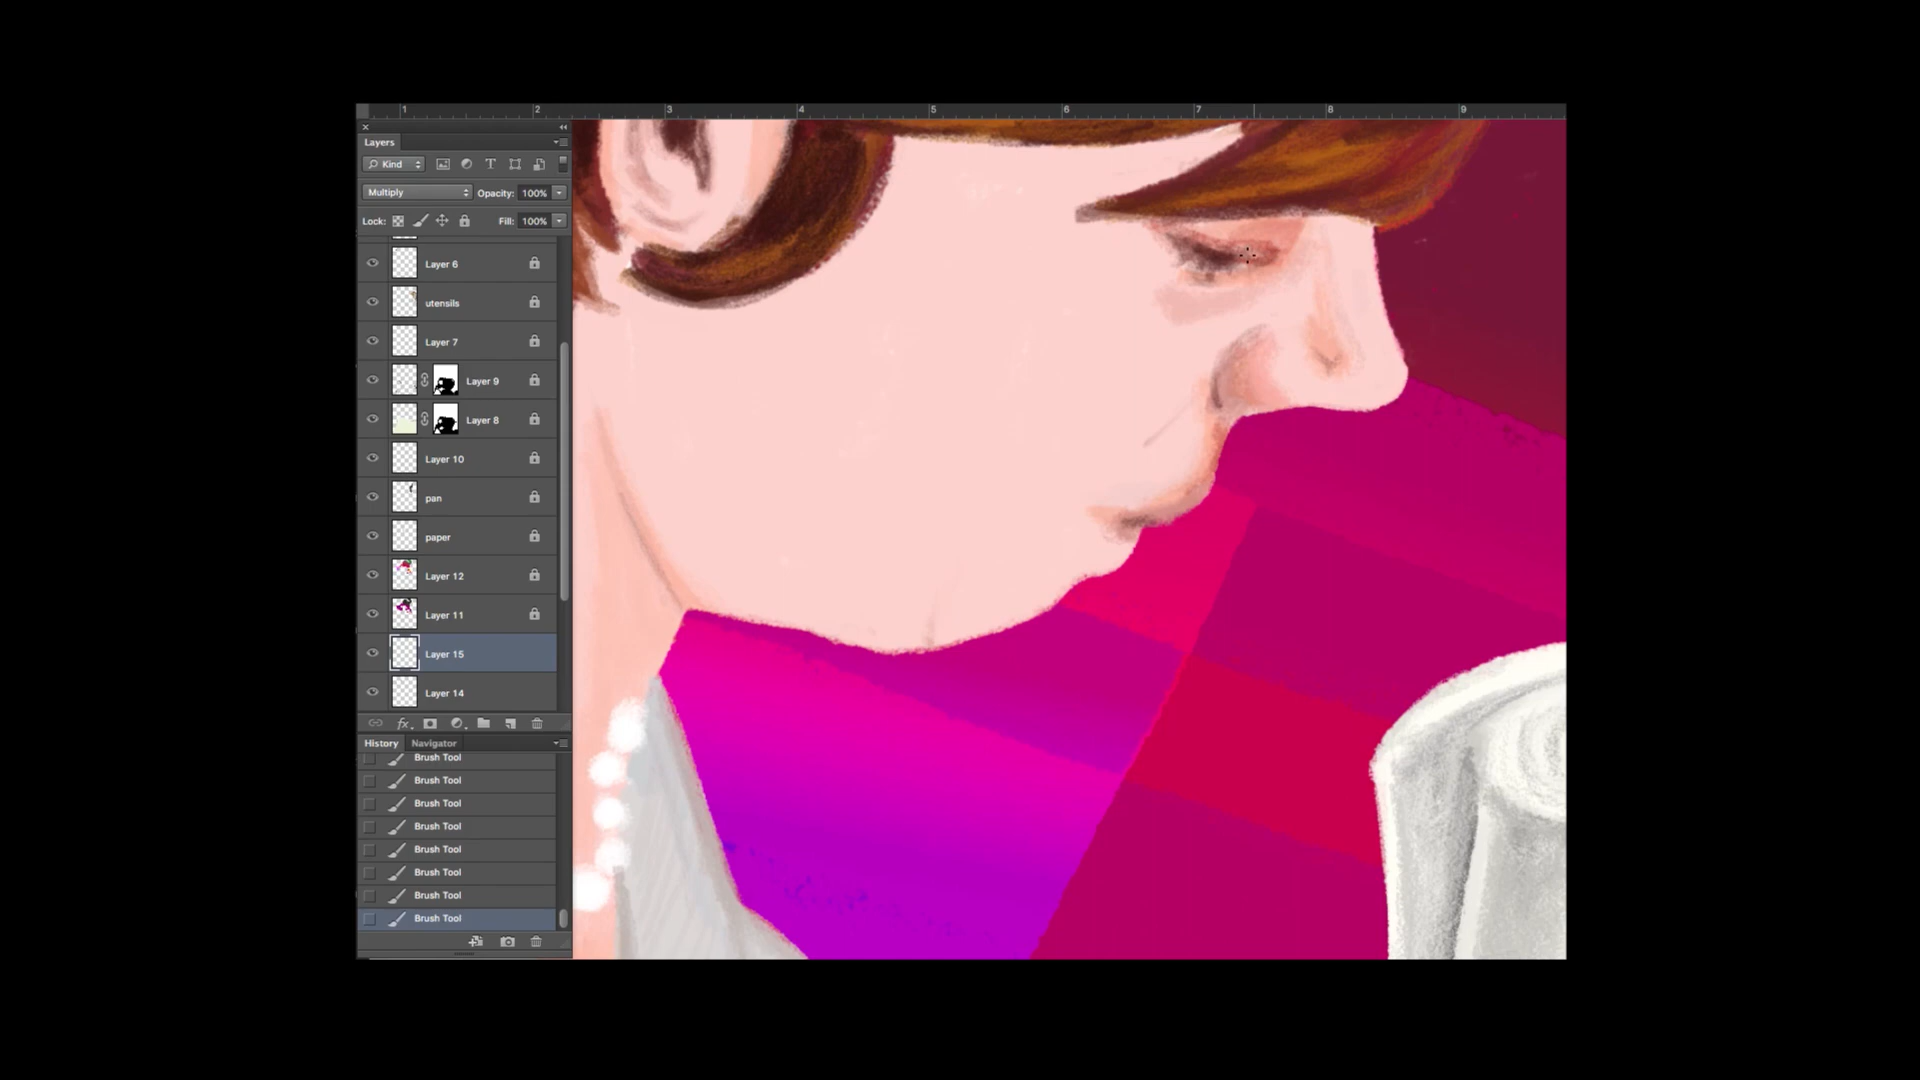 1 2 3 4 5 6 7 8 9
Layers
Kind
Multiply Opacity: 100%
Lock: Fill: 100%
Layer 6
utensils
Layer 7
Layer 9
Layer 8
Layer 10
pan
paper
Layer 12
Layer 11
Layer 15
Layer 14
fx
History Navigator
Brush Tool
Brush Tool
Brush Tool
Brush Tool
Brush Tool
Brush Tool
Brush Tool
Brush Tool